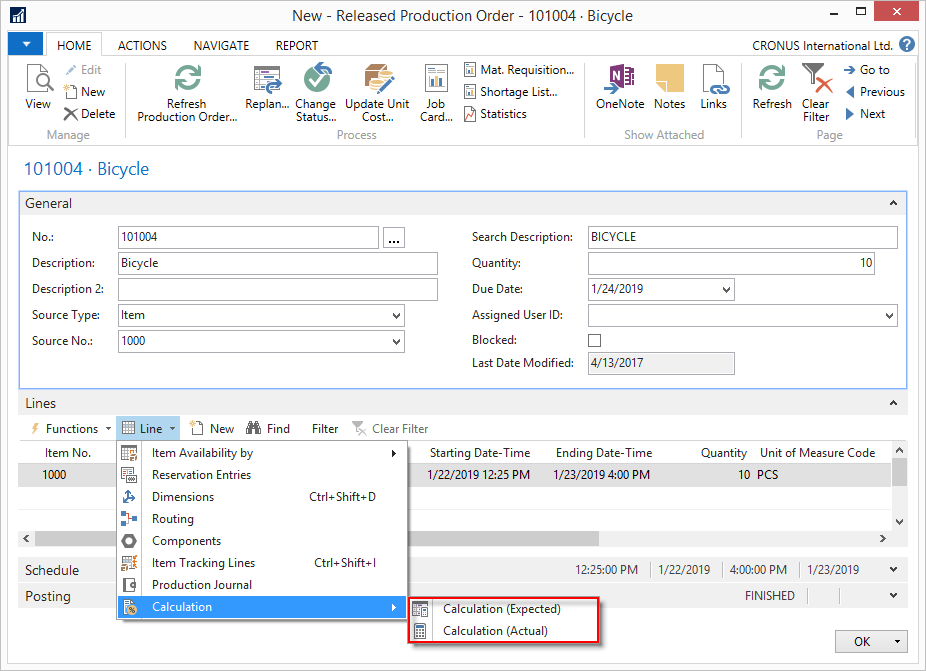 New - Released Production Order - 101004 · Bicycle
HOME ACTIONS NAVIGATE REPORT CRONUS International Ltd. ?
View
Edit
New
Delete
Manage
Refresh Production Order...
Replan...
Change Status...
Update Unit Cost...
Job Card...
Mat. Requisition...
Shortage List...
Statistics
Process
OneNote
Notes
Links
Show Attached
Refresh
Clear Filter
Go to
Previous
Next
Page
101004 · Bicycle
General
No.: 101004 ...
Description: Bicycle
Description 2:
Source Type: Item
Source No.: 1000
Search Description: BICYCLE
Quantity: 10
Due Date: 1/24/2019
Assigned User ID:
Blocked:
Last Date Modified: 4/13/2017
Lines
Functions Line New Find Filter Clear Filter
Item No. Starting Date-Time Ending Date-Time Quantity Unit of Measure Code
1000 1/22/2019 12:25 PM 1/23/2019 4:00 PM 10 PCS
Item Availability by
Reservation Entries
Dimensions Ctrl+Shift+D
Routing
Components
Item Tracking Lines Ctrl+Shift+I
Production Journal
Calculation
Calculation (Expected)
Calculation (Actual)
Schedule 12:25:00 PM 1/22/2019 4:00:00 PM 1/23/2019
Posting FINISHED
OK